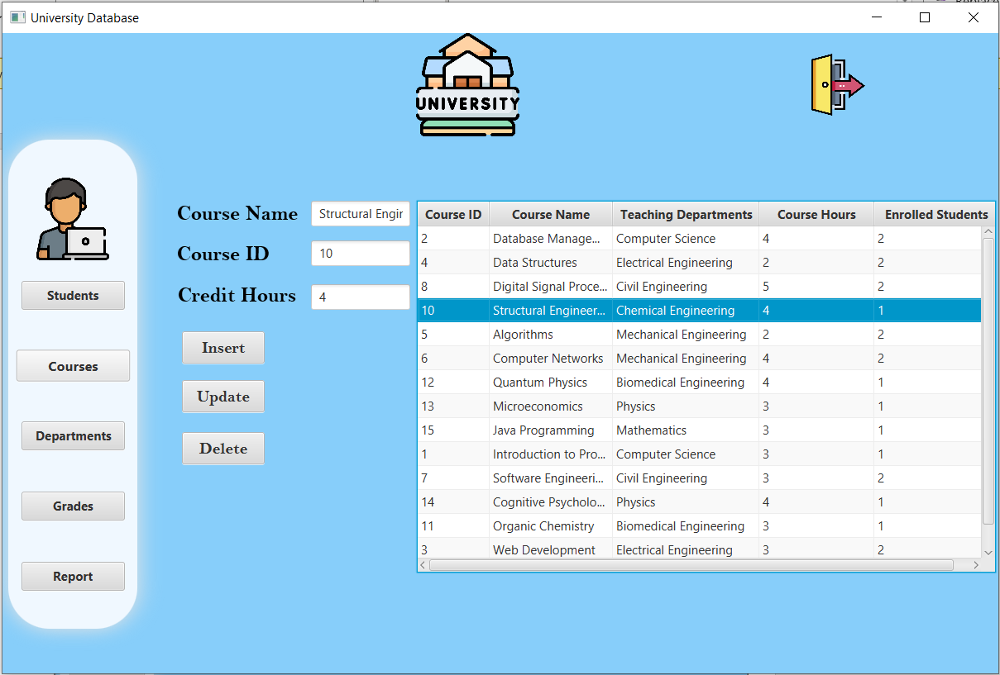 University Database
UNIVERSITY
Students
Courses
Departments
Grades
Report
Course Name Structural Engir
Course ID 10
Credit Hours 4
Insert
Update
Delete
Course ID Course Name Teaching Departments Course Hours Enrolled Students
2 Database Manage... Computer Science 4 2
4 Data Structures Electrical Engineering 2 2
8 Digital Signal Proce... Civil Engineering 5 2
10 Structural Engineer... Chemical Engineering 4 1
5 Algorithms Mechanical Engineering 2 2
6 Computer Networks Mechanical Engineering 4 2
12 Quantum Physics Biomedical Engineering 4 1
13 Microeconomics Physics 3 1
15 Java Programming Mathematics 3 1
1 Introduction to Pro... Computer Science 3 1
7 Software Engineeri... Civil Engineering 3 2
14 Cognitive Psycholo... Physics 4 1
11 Organic Chemistry Biomedical Engineering 3 1
3 Web Development Electrical Engineering 3 2